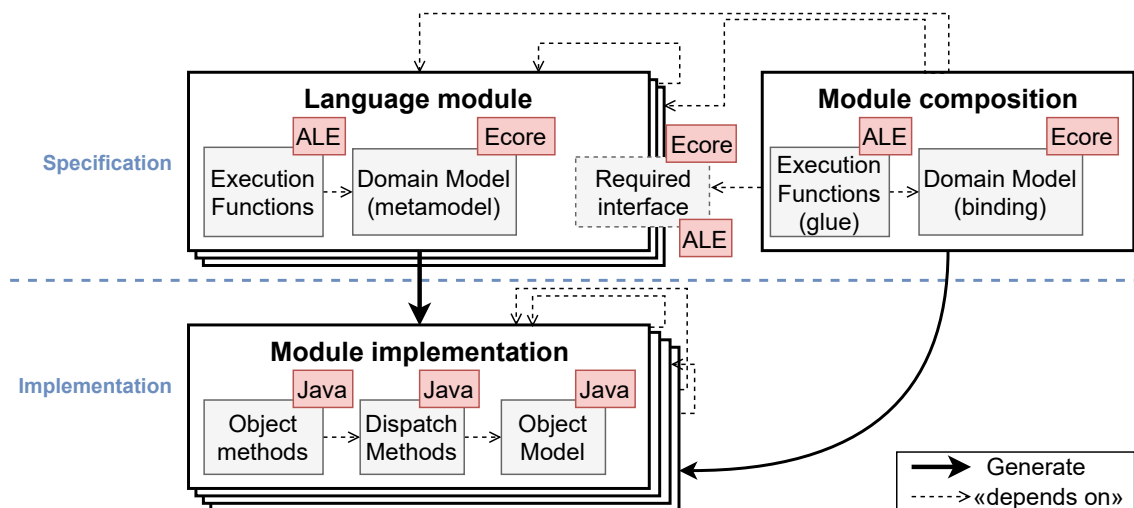 Language module
Module composition
ALE
Ecore
Ecore
ALE
Ecore
Specification
Execution
Functions
Domain Model
(metamodel)
Required
interface
ALE
Execution
Functions
(glue)
Domain Model
(binding)
Implementation
Module implementation
Java
Java
Java
Object
methods
Dispatch
Methods
Object
Model
Generate
«depends on»